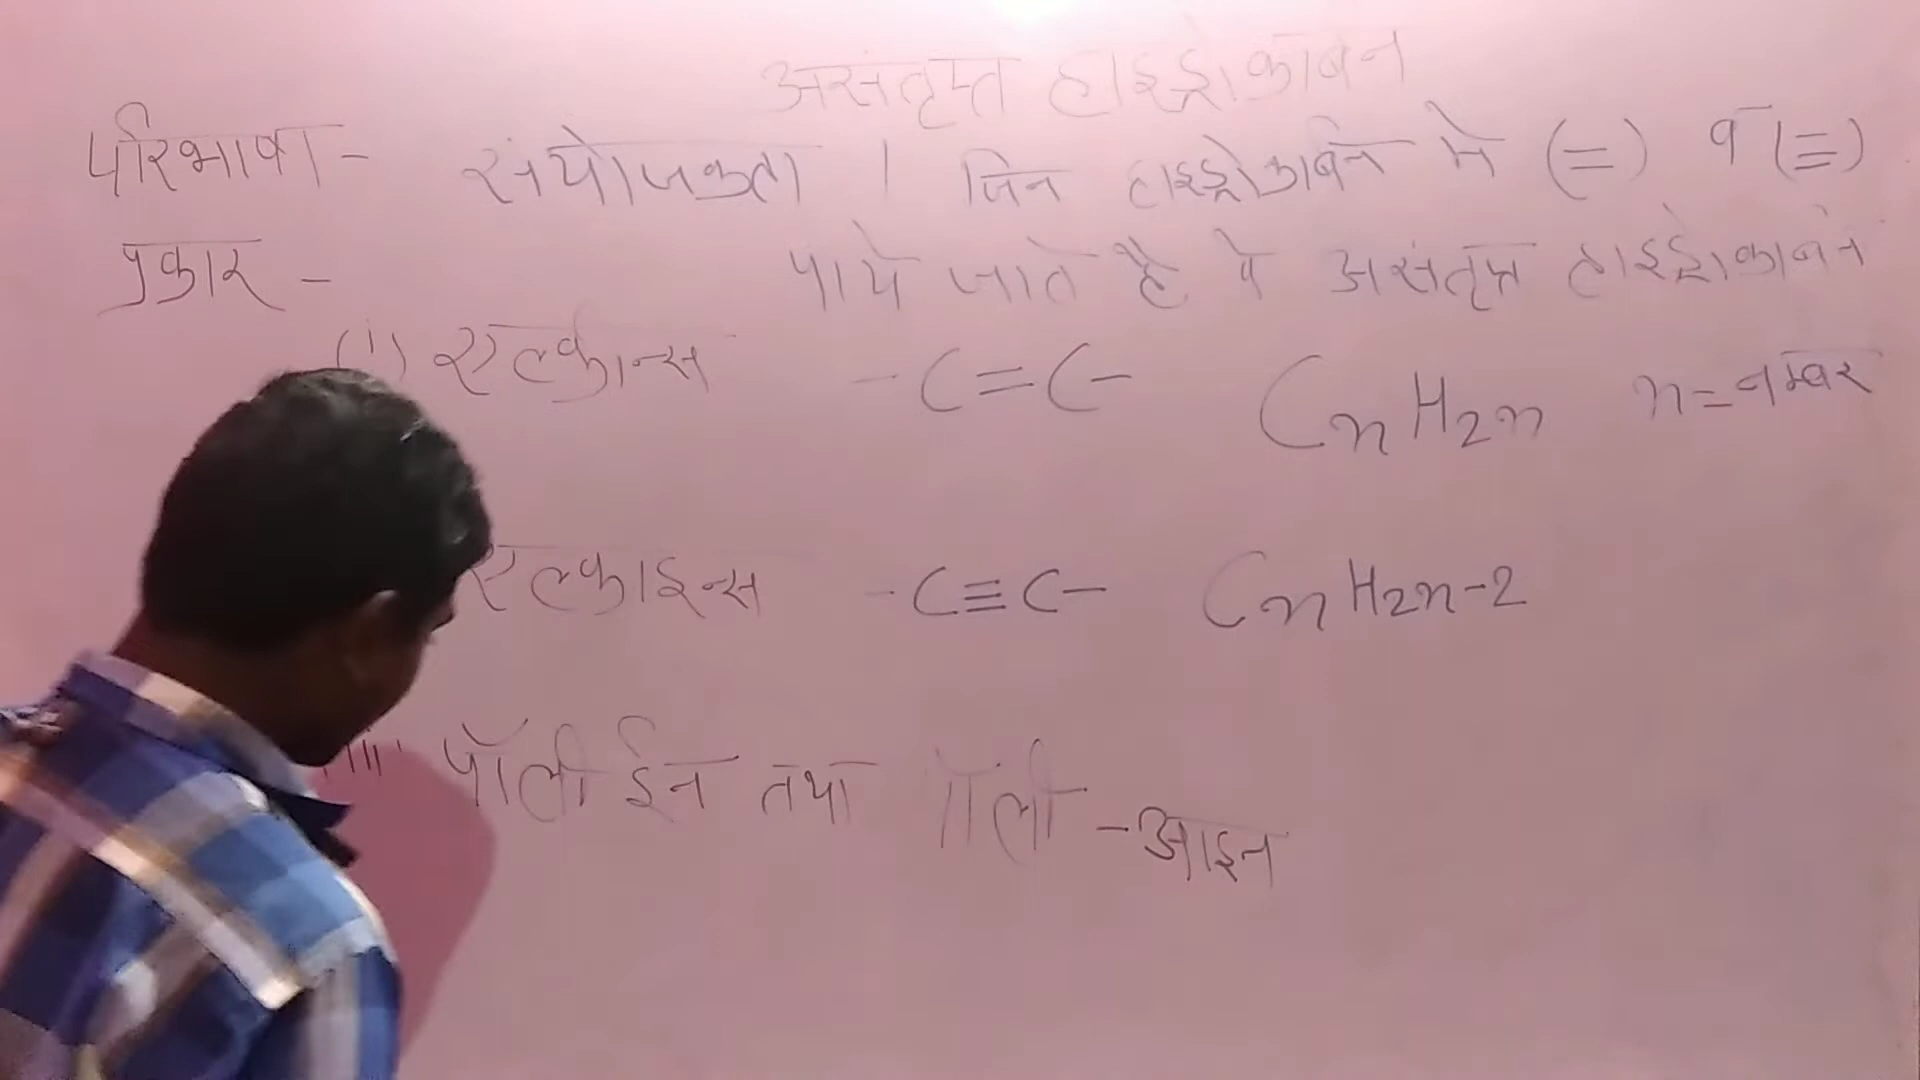 असंतृप्त हाइड्रोकार्बन
परिभाषा - संयोजकता । जिन हाइड्रोकार्बन मे (=) व (≡)
प्रकार - पाये जाते है वे असंतृप्त हाइड्रोकार्बन
(i) एल्कीन्स -C=C- CnH2n n=नम्बर
एल्काइन्स -C≡C- CnH2n-2
पॉली ईन तथा पॉली -आइन